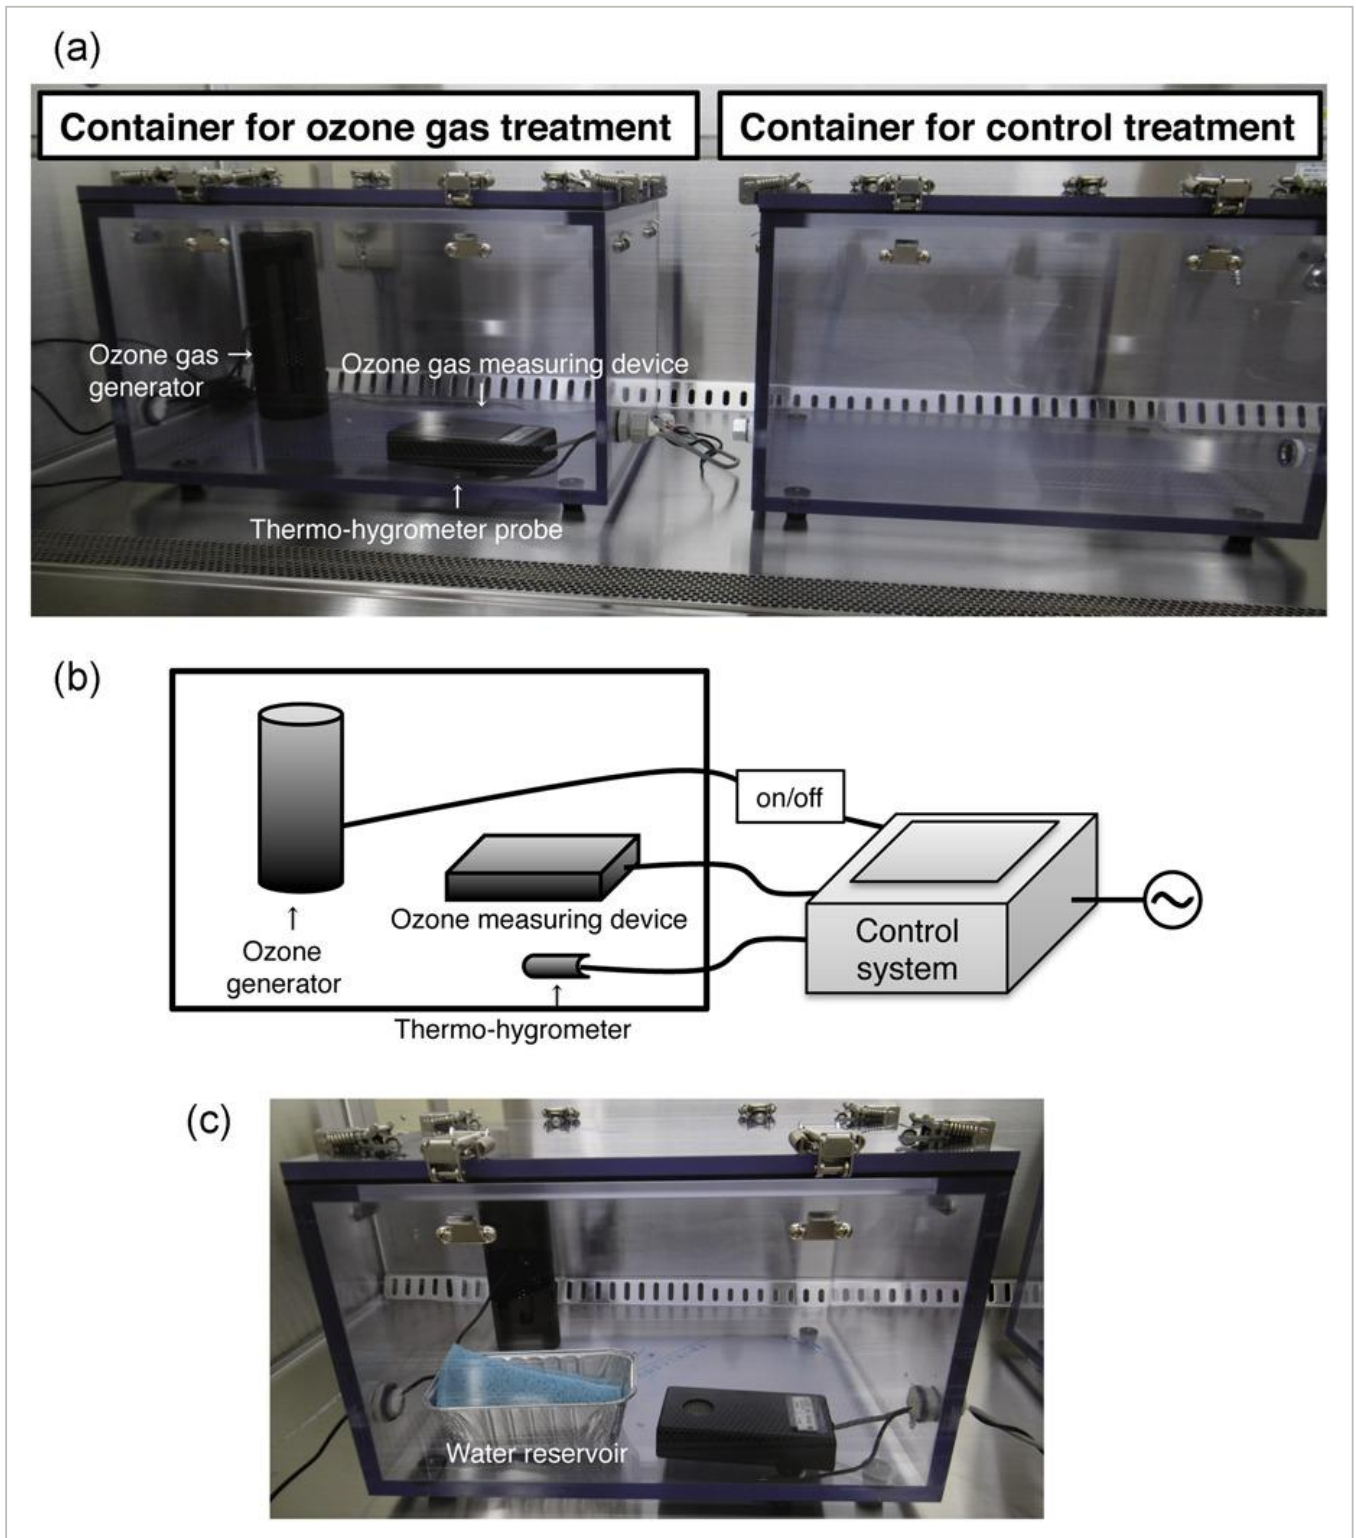 (a)
Container for ozone gas treatment
Container for control treatment
Ozone gas →
generator
Ozone gas measuring device
↓
↑
Thermo-hygrometer probe
(b)
on/off
Ozone measuring device
↑
Ozone
generator
Control
system
↑
Thermo-hygrometer
(c)
Water reservoir